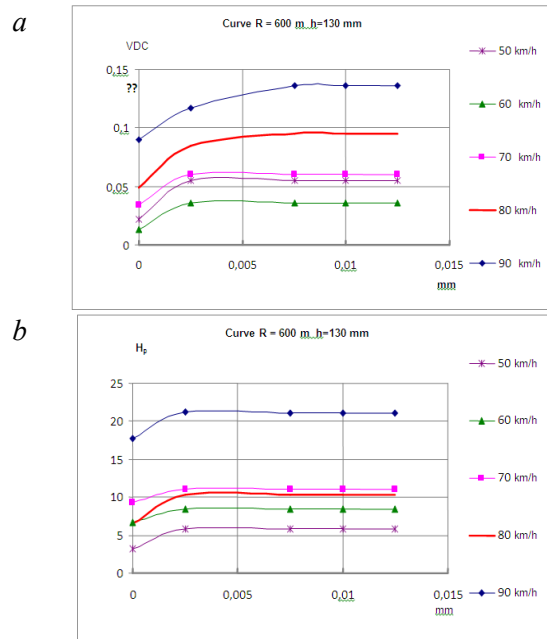 a
Curve R = 600 m h=130 mm
VDC
0,15
??
0,1
0,05
0
0 0,005 0,01 0,015
mm
50 km/h
60 km/h
70 km/h
80 km/h
90 km/h
b
Curve R = 600 m h=130 mm
Hp
25
20
15
10
5
0
0 0,005 0,01 0,015
mm
50 km/h
60 km/h
70 km/h
80 km/h
90 km/h